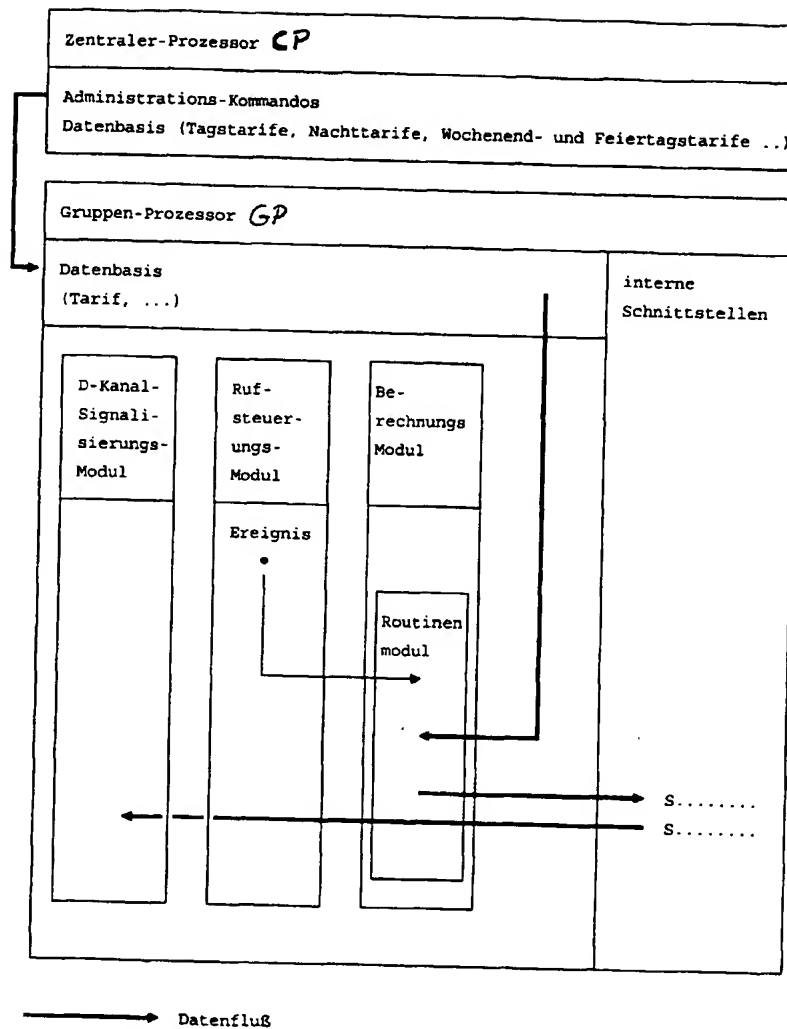 Zentraler-Prozessor CP
Administrations-Kommandos
Datenbasis (Tagstarife, Nachttarife, Wochenend- und Feiertagstarife ..)
Gruppen-Prozessor GP
Datenbasis
(Tarif, ...)
interne
Schnittstellen
D-Kanal-
Signali-
sierungs-
Modul
Ruf-
steuer-
ungs-
Modul
Be-
rechnungs
Modul
Ereignis
Routinen
modul
S........
S........
Datenfluß